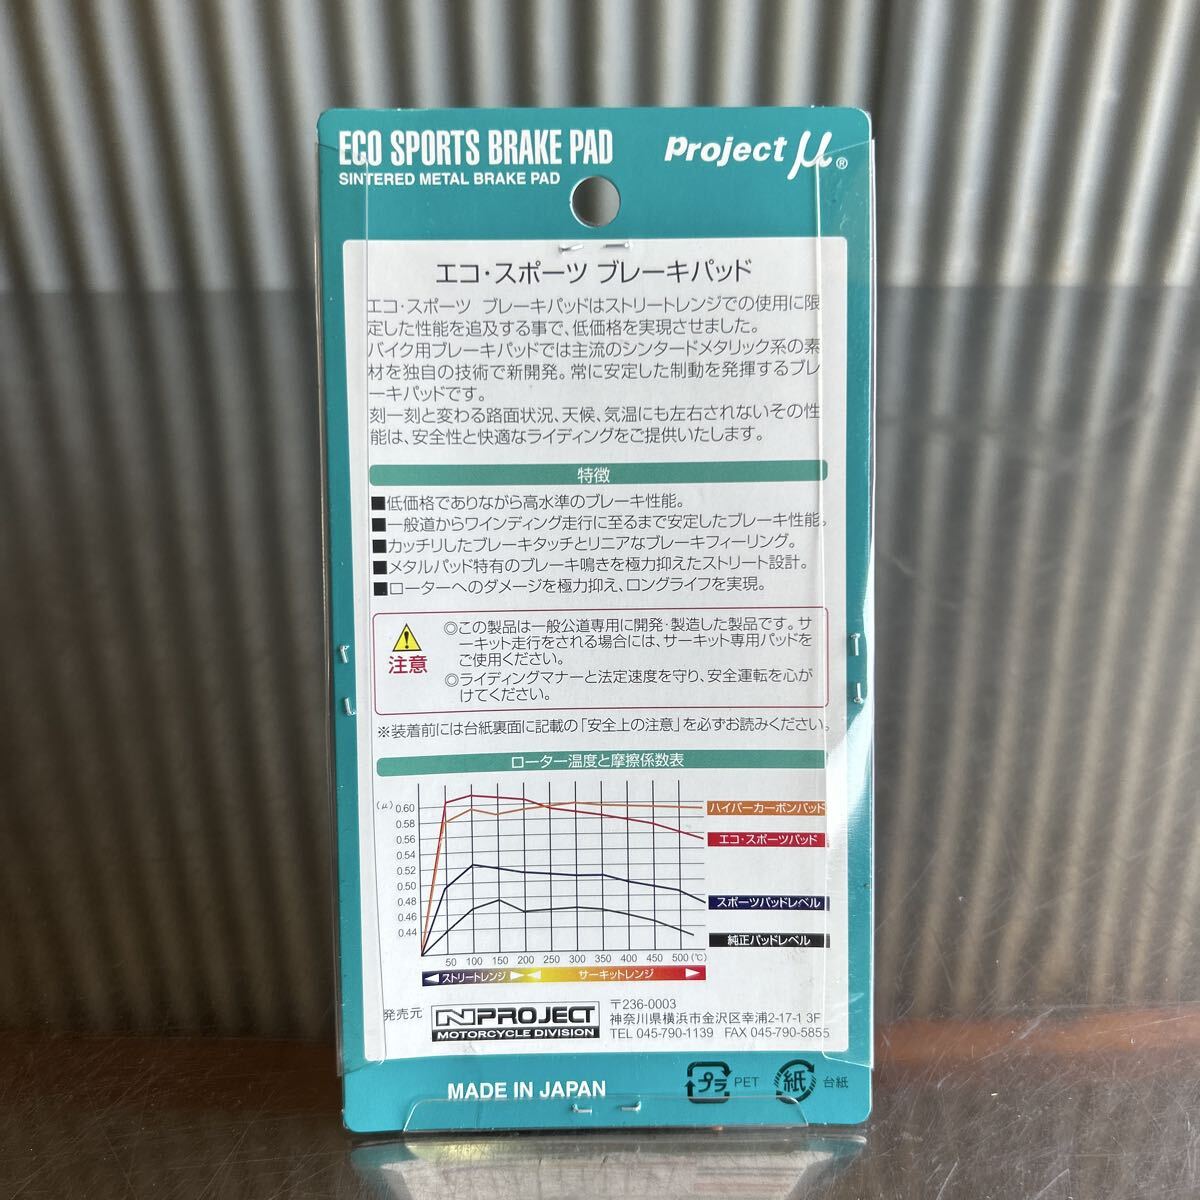 ECO SPORTS BRAKE PAD
SINTERED METAL BRAKE PAD
Project μ®
エコ・スポーツ ブレーキパッド
エコ・スポーツ ブレーキパッドはストリートレンジでの使用に限
定した性能を追及する事で、低価格を実現させました。
バイク用ブレーキパッドでは主流のシンタードメタリック系の素
材を独自の技術で新開発。常に安定した制動を発揮するブレ
ーキパッドです。
刻一刻と変わる路面状況、天候、気温にも左右されないその性
能は、安全性と快適なライディングをご提供いたします。
特徴
■低価格でありながら高水準のブレーキ性能。
■一般道からワインディング走行に至るまで安定したブレーキ性能。
■カッチリしたブレーキタッチとリニアなブレーキフィーリング。
■メタルパッド特有のブレーキ鳴きを極力抑えたストリート設計。
■ローターへのダメージを極力抑え、ロングライフを実現。
注意
◎この製品は一般公道専用に開発・製造した製品です。サ
ーキット走行をされる場合には、サーキット専用パッドを
ご使用ください。
◎ライディングマナーと法定速度を守り、安全運転を心が
けてください。
※装着前には台紙裏面に記載の「安全上の注意」を必ずお読みください。
ローター温度と摩擦係数表
(μ) 0.60
0.58
0.56
0.54
0.52
0.50
0.48
0.46
0.44
ハイパーカーボンパッド
エコ・スポーツパッド
スポーツパッドレベル
純正パッドレベル
50 100 150 200 250 300 350 400 450 500 (℃)
ストリートレンジ
サーキットレンジ
発売元
PROJECT
MOTORCYCLE DIVISION
〒236-0003
神奈川県横浜市金沢区幸浦2-17-1 3F
TEL 045-790-1139 FAX 045-790-5855
MADE IN JAPAN
プラ
PET
紙
台紙